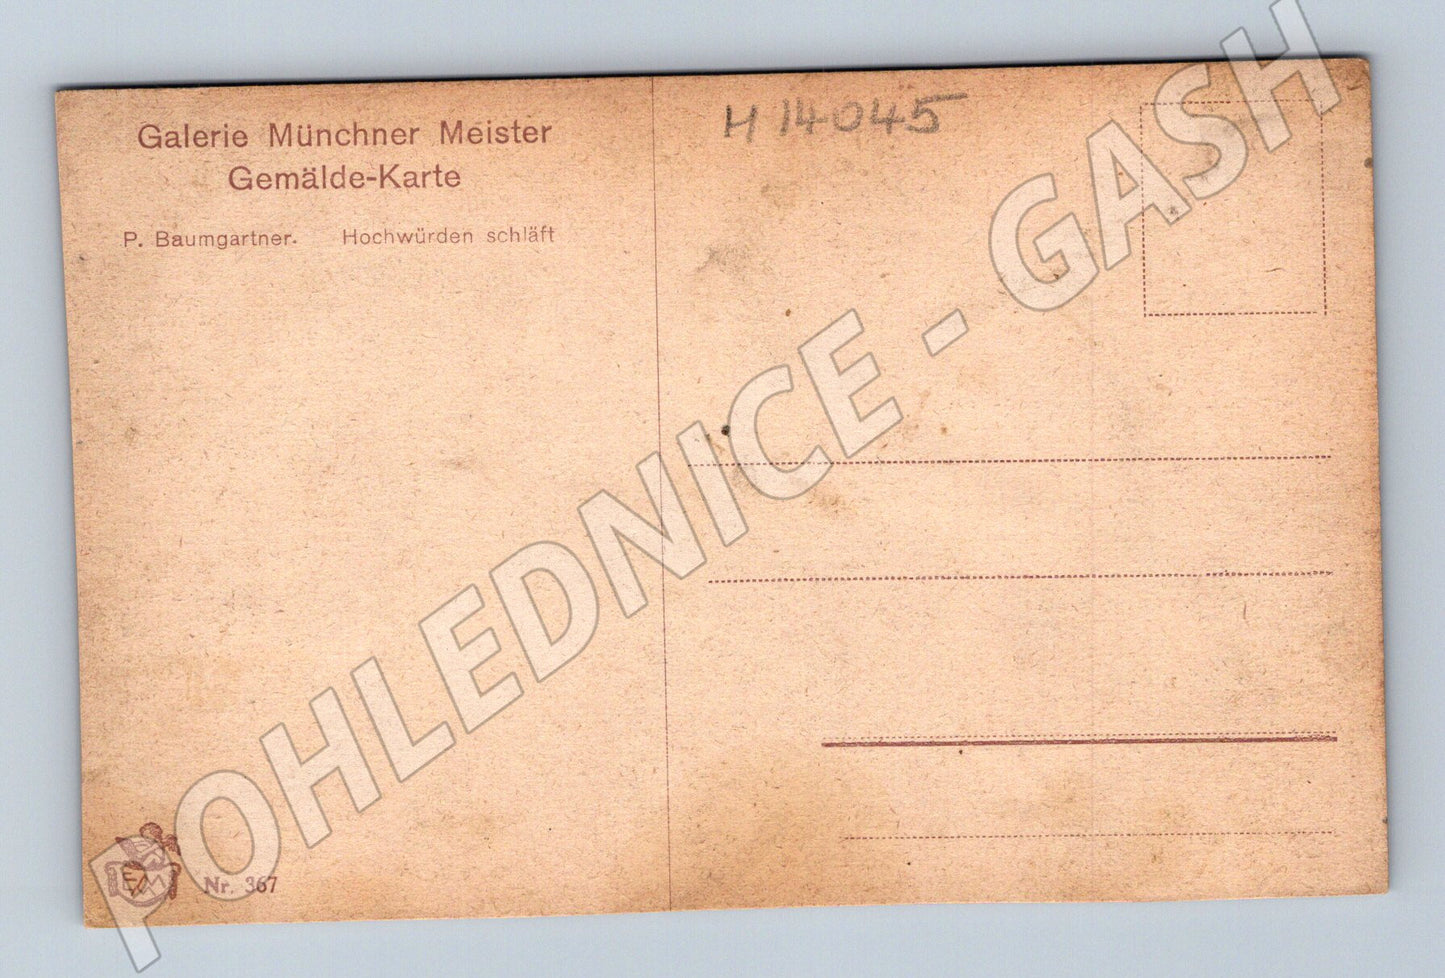 Galerie Münchner Meister
Gemälde-Karte
P. Baumgartner. Hochwürden schläft
H 14045
POHLEDNICE - GASH
Nr. 367